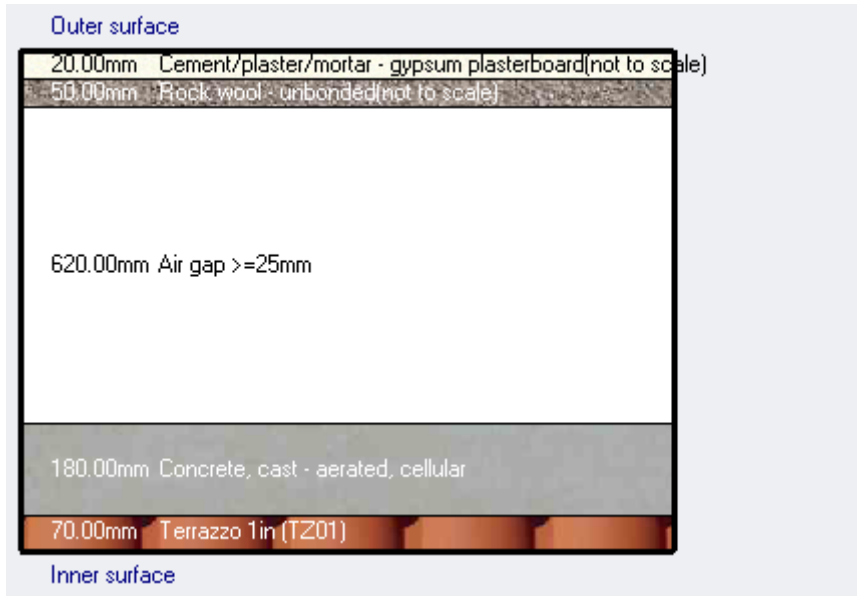 Outer surface
20.00mm Cement/plaster/mortar - gypsum plasterboard(not to scale)
50.00mm Rock wool - unbonded(not to scale)
620.00mm Air gap >=25mm
180.00mm Concrete, cast - aerated, cellular
70.00mm Terrazzo 1in (TZ01)
Inner surface